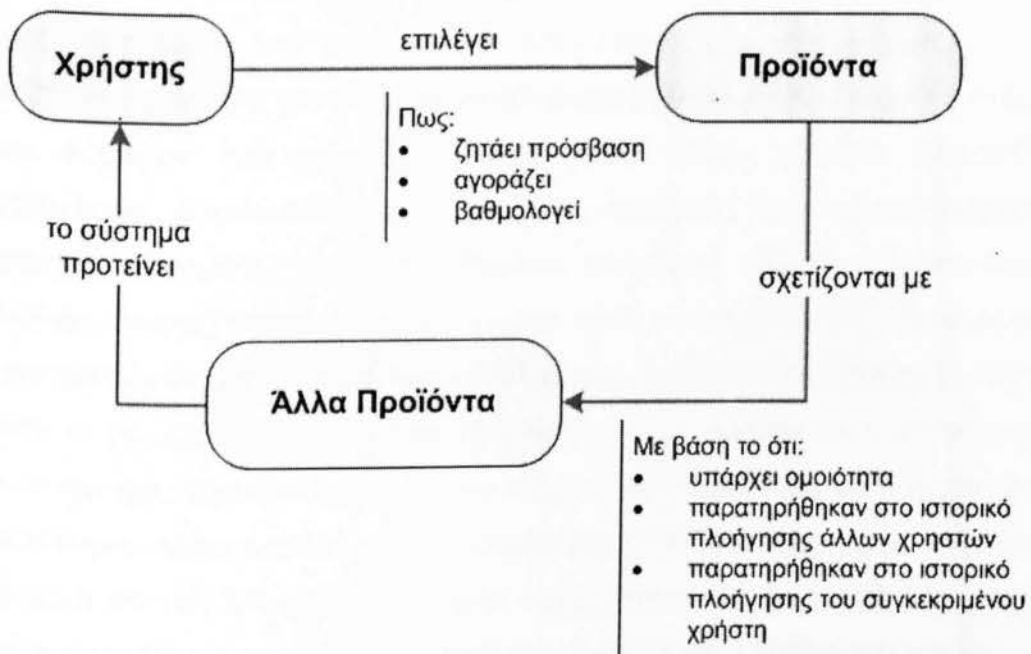 Χρήστης
επιλέγει
Προϊόντα
Πως:
• ζητάει πρόσβαση
• αγοράζει
• βαθμολογεί
το σύστημα
προτείνει
σχετίζονται με
Άλλα Προϊόντα
Με βάση το ότι:
• υπάρχει ομοιότητα
• παρατηρήθηκαν στο ιστορικό
πλοήγησης άλλων χρηστών
• παρατηρήθηκαν στο ιστορικό
πλοήγησης του συγκεκριμένου
χρήστη